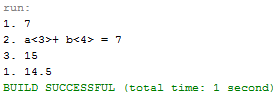 run:
1. 7
2. a<3>+ b<4> = 7
3. 15
1. 14.5
BUILD SUCCESSFUL (total time: 1 second)